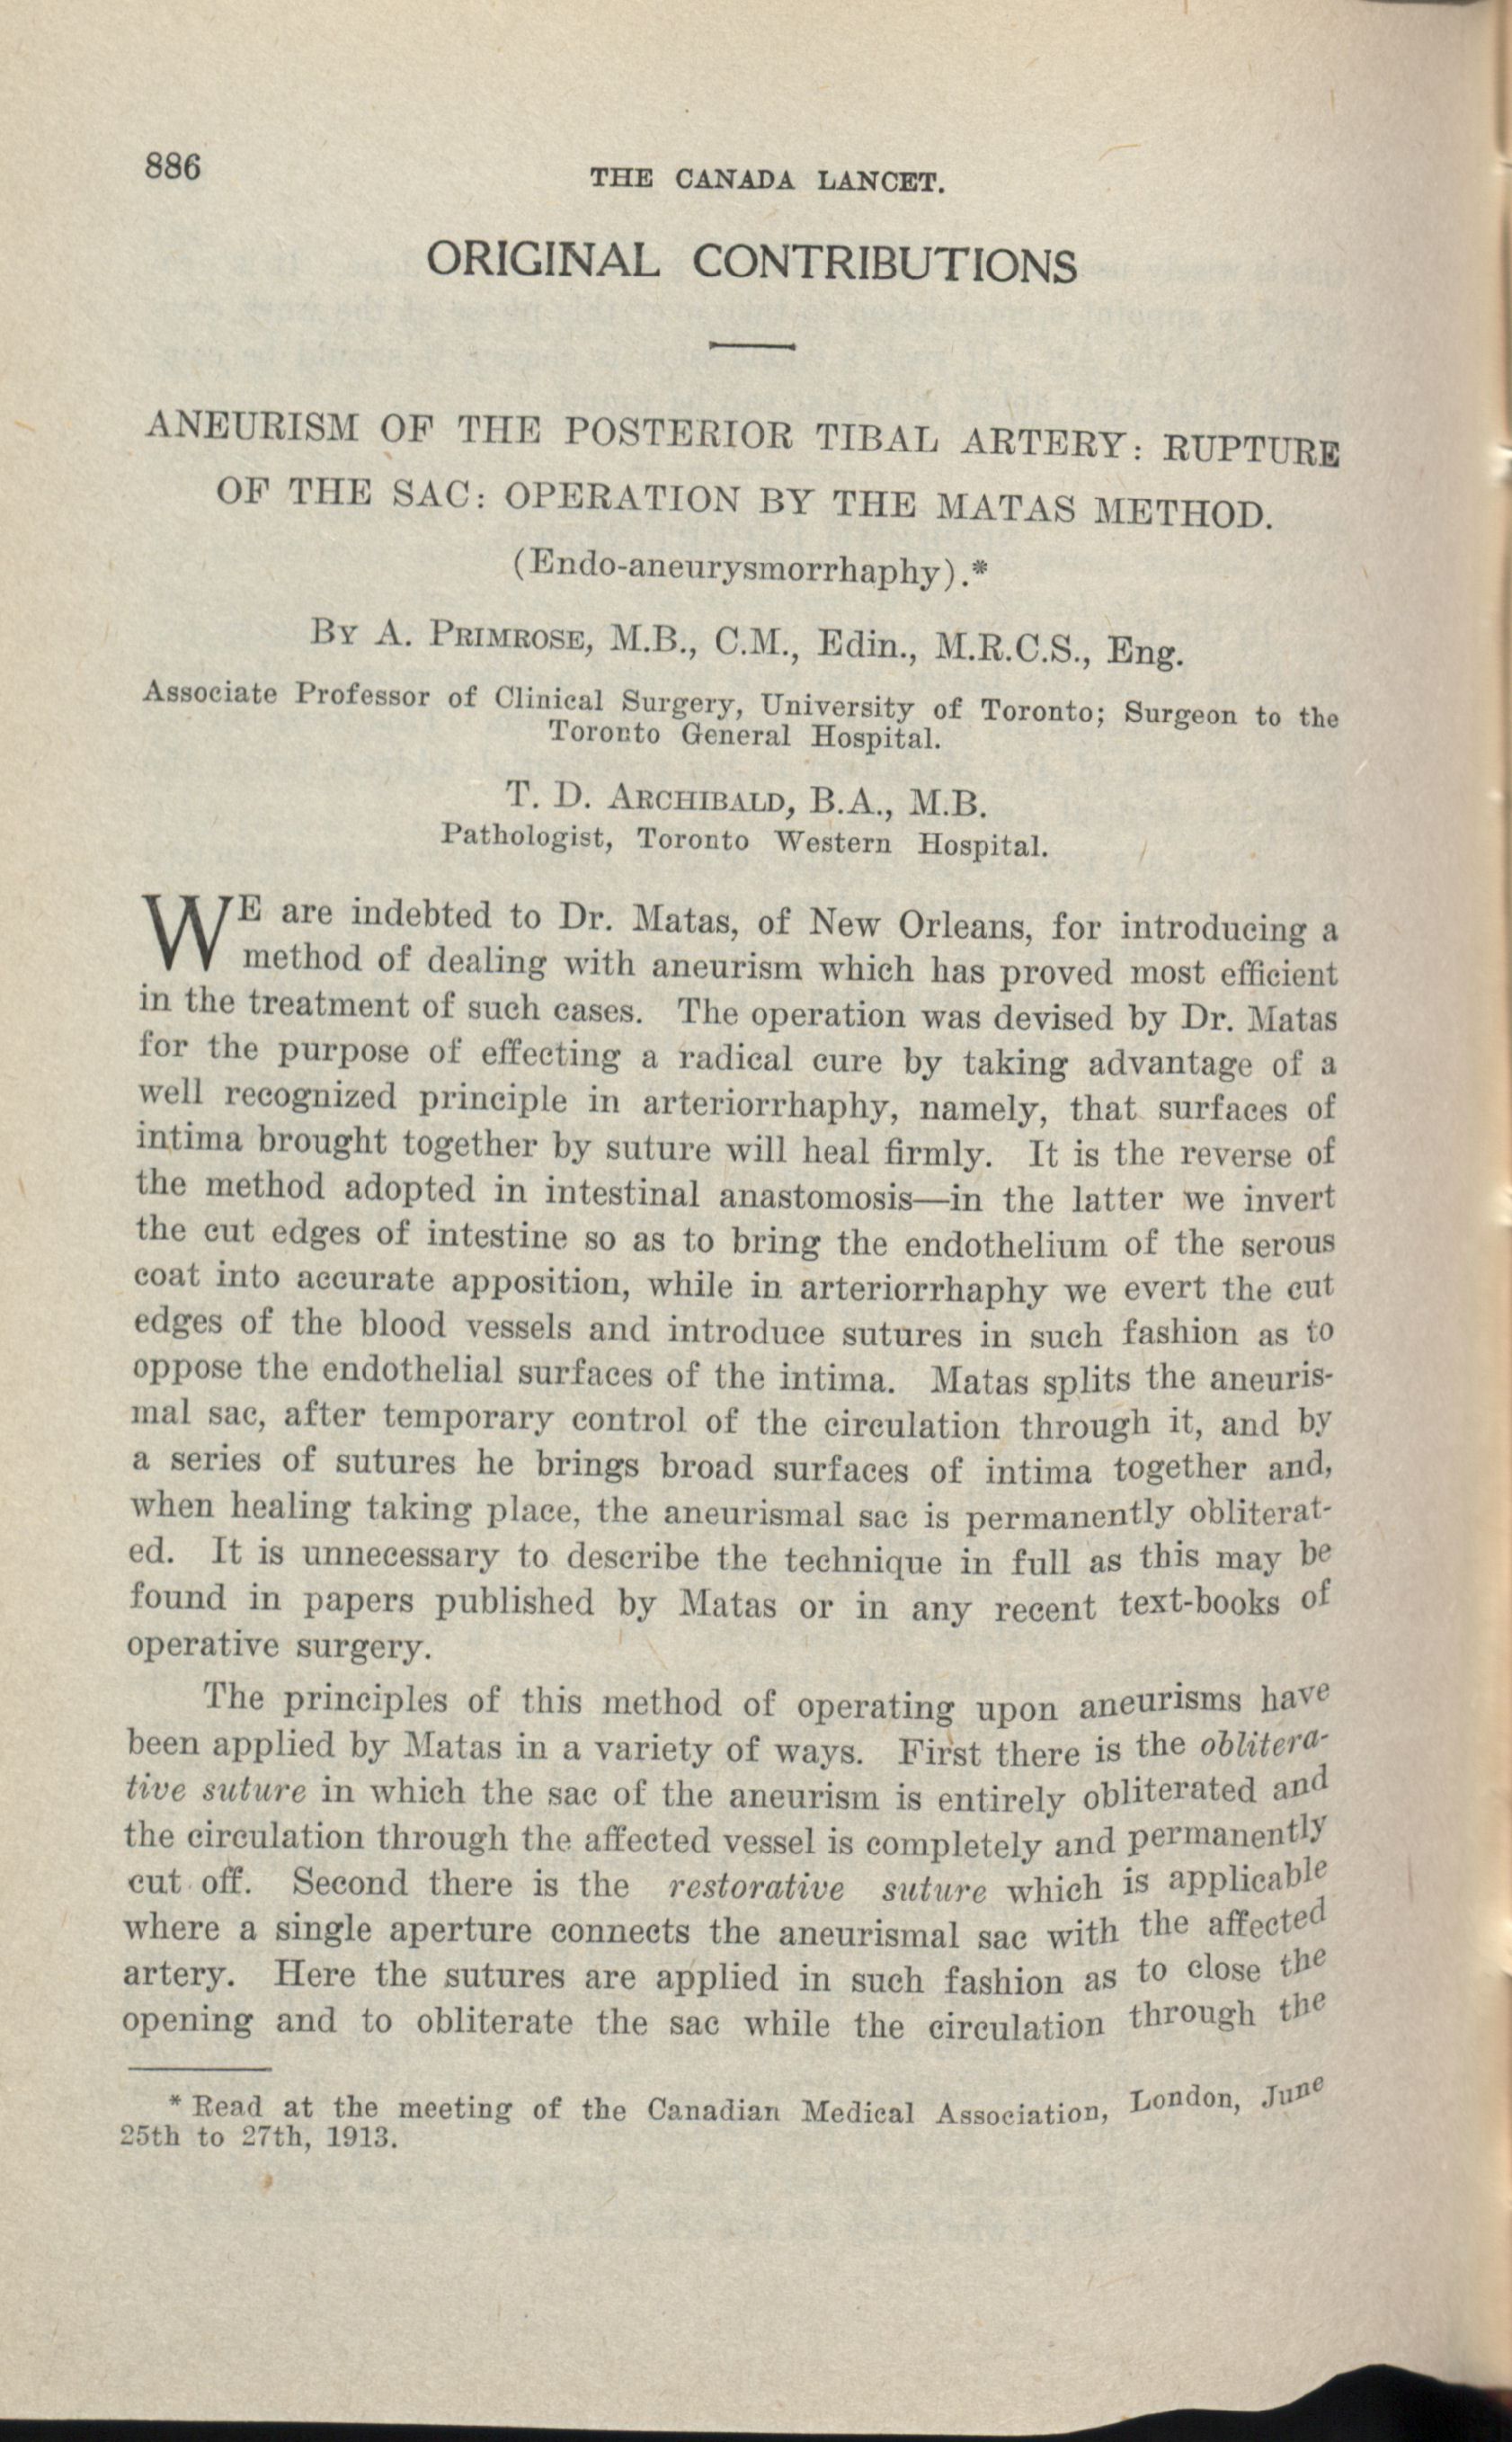 886
THE CANADA LANCET.
ORIGINAL CONTRIBUTIONS
ANEURISM OF THE POSTERIOR TIBAL ARTERY: RUPTURE
OF THE SAC: OPERATION BY THE MATAS METHOD.
(Endo-aneurysmorrhaphy).*
By A. Primrose, M.B., C.M., Edin., M.R.C.S., Eng.
Associate Professor of Clinical Surgery, University of Toronto; Surgeon to the
Toronto General Hospital.
T. D. Archibald, B.A., M.B.
Pathologist, Toronto Western Hospital.
WE are indebted to Dr. Matas, of New Orleans, for introducing a
method of dealing with aneurism which has proved most efficient
in the treatment of such cases. The operation was devised by Dr. Matas
for the purpose of effecting a radical cure by taking advantage of a
well recognized principle in arteriorrhaphy, namely, that surfaces of
intima brought together by suture will heal firmly. It is the reverse of
the method adopted in intestinal anastomosis—in the latter we invert
the cut edges of intestine so as to bring the endothelium of the serous
coat into accurate apposition, while in arteriorrhaphy we evert the cut
edges of the blood vessels and introduce sutures in such fashion as to
oppose the endothelial surfaces of the intima. Matas splits the aneuris-
mal sac, after temporary control of the circulation through it, and by
a series of sutures he brings broad surfaces of intima together and,
when healing taking place, the aneurismal sac is permanently obliterat-
ed. It is unnecessary to describe the technique in full as this may be
found in papers published by Matas or in any recent text-books of
operative surgery.
The principles of this method of operating upon aneurisms have
been applied by Matas in a variety of ways. First there is the oblitera-
tive suture in which the sac of the aneurism is entirely obliterated and
the circulation through the affected vessel is completely and permanently
cut off. Second there is the restorative suture which is applicable
where a single aperture connects the aneurismal sac with the affected
artery. Here the sutures are applied in such fashion as to close the
opening and to obliterate the sac while the circulation through the
* Read at the meeting of the Canadian Medical Association, London, June
25th to 27th, 1913.